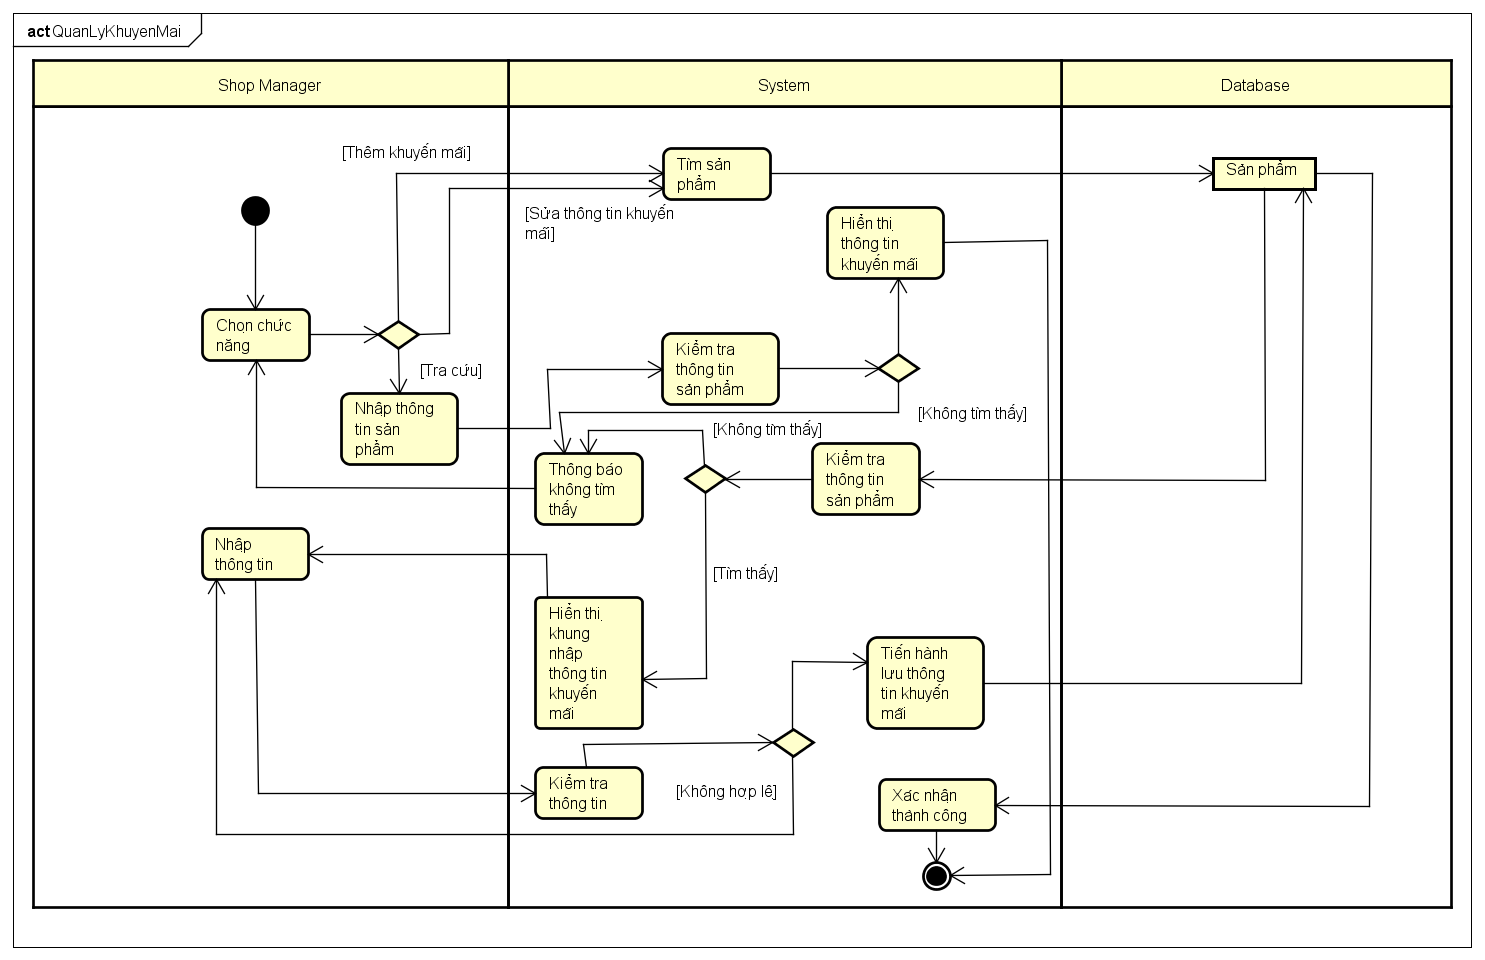 act QuanLyKhuyenMai
Shop Manager
System
Database
[Thêm khuyến mãi]
Tìm sản
phẩm
Sản phẩm
[Sửa thông tin khuyến
mãi]
Hiển thị
thông tin
khuyến mãi
Chọn chức
năng
Kiểm tra
thông tin
sản phẩm
[Tra cứu]
Nhập thông
tin sản
phẩm
[Không tìm thấy]
[Không tìm thấy]
Thông báo
không tìm
thấy
Kiểm tra
thông tin
sản phẩm
Nhập
thông tin
[Tìm thấy]
Hiển thị
khung
nhập
thông tin
khuyến
mãi
Tiến hành
lưu thông
tin khuyến
mãi
Kiểm tra
thông tin
[Không hợp lệ]
Xác nhận
thành công